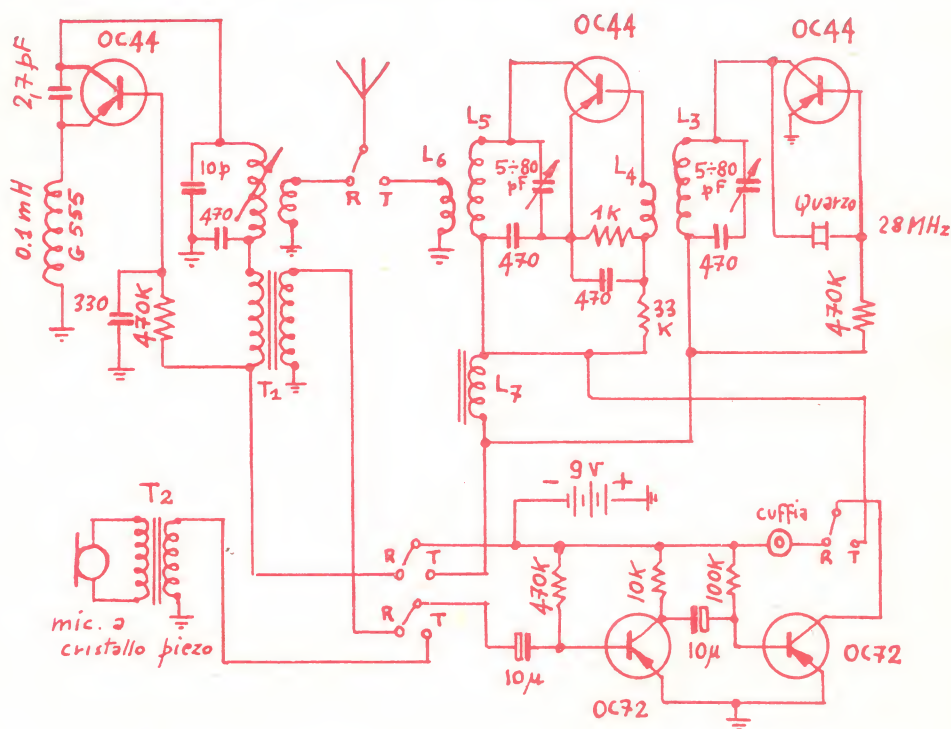 OC44
OC44
OC44
2,7 pF
10p
470
0.1 mH
G 555
330
470K
T1
R
T
L6
L5
5÷80
pF
470
1K
470
L4
33
K
L3
5÷80
pF
470
Quarzo
28MHz
470K
L7
- 9V +
T2
mic. a
cristallo piezo
R
T
R
T
10µ
470K
10K
OC72
10µ
100K
cuffia
R
T
OC72